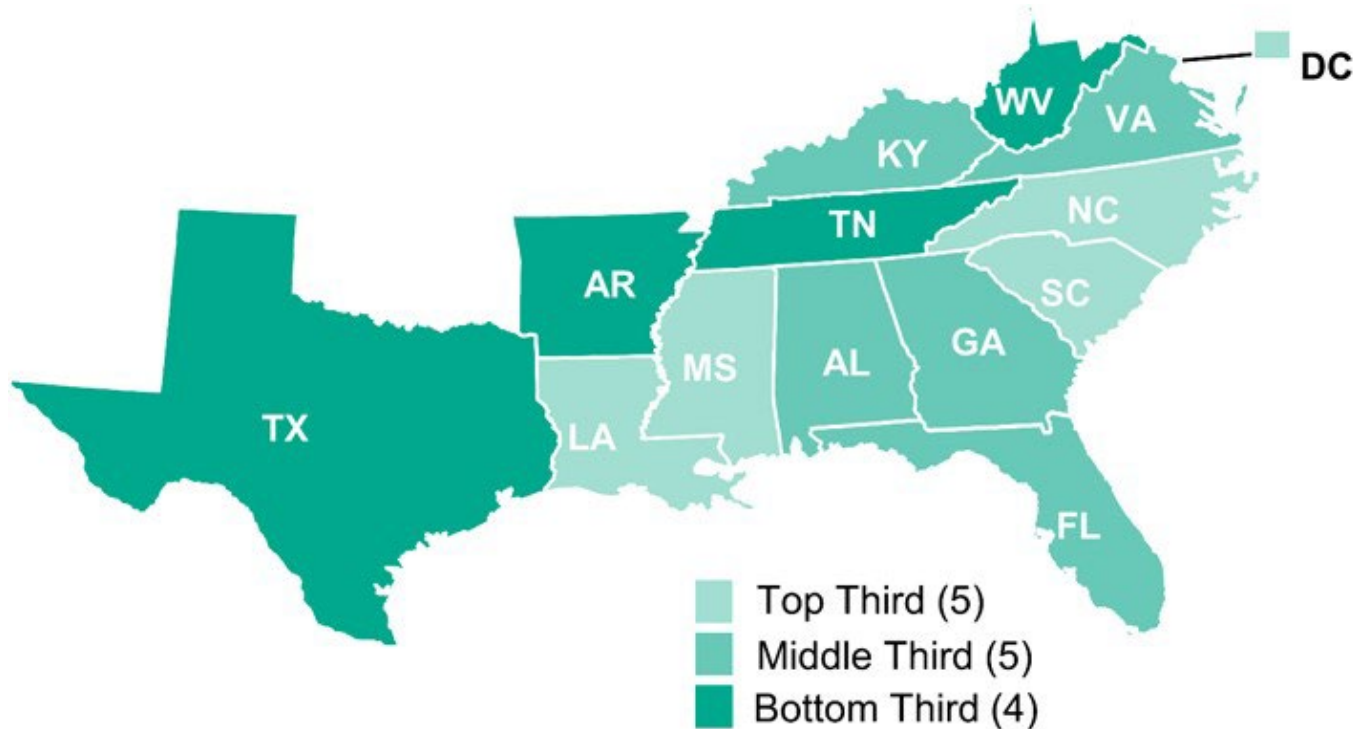 DC
WV
VA
KY
NC
TN
SC
AR
GA
MS
AL
TX
LA
FL
Top Third (5)
Middle Third (5)
Bottom Third (4)